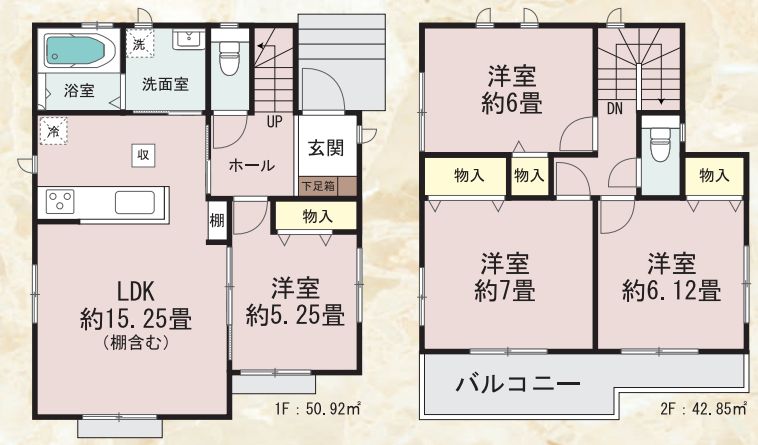 洗
浴室
洗面室
冷
収
UP
ホール
玄関
下足箱
棚
物入
LDK
約15.25畳
(棚含む)
洋室
約5.25畳
1F：50.92㎡
洋室
約6畳
DN
物入
物入
物入
洋室
約7畳
洋室
約6.12畳
バルコニー
2F：42.85㎡